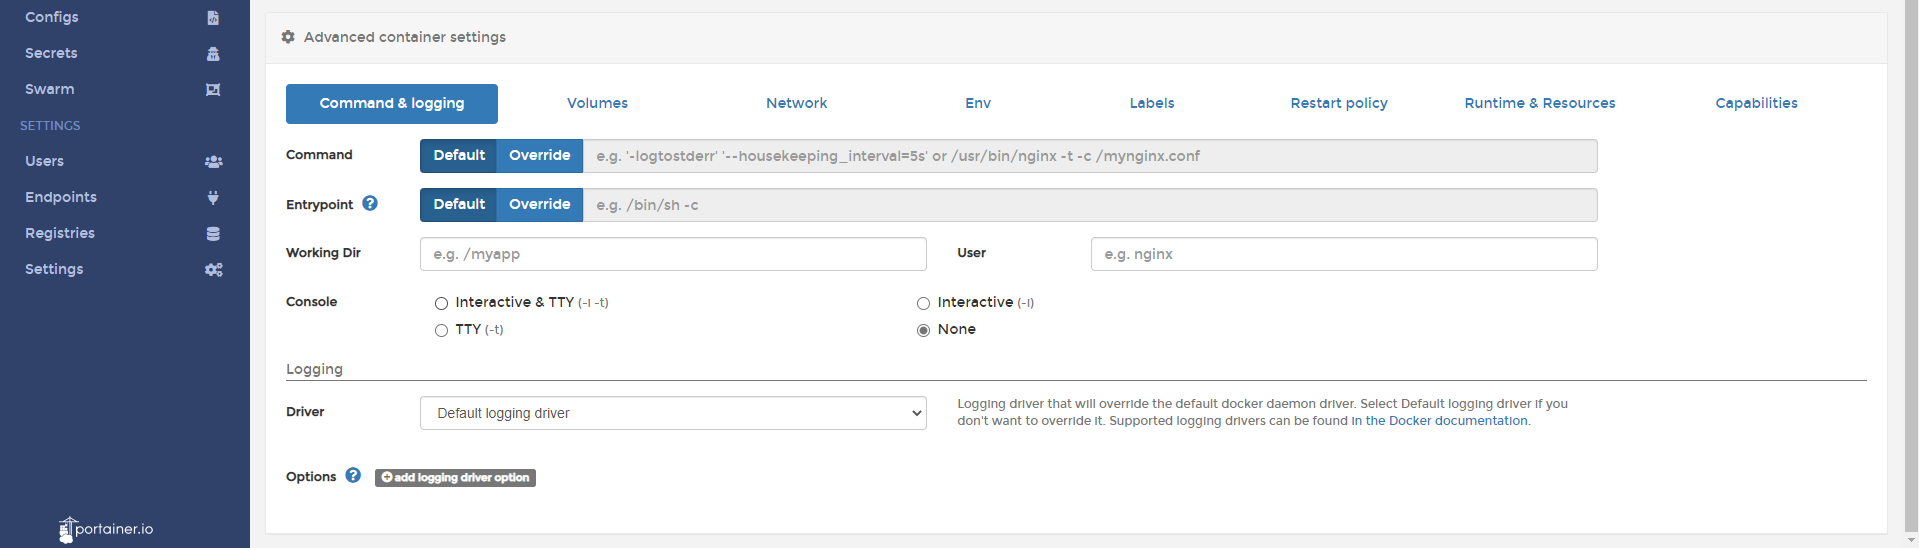 Configs
Secrets
Swarm
SETTINGS
Users
Endpoints
Registries
Settings
portainer.io
Advanced container settings
Command & logging Volumes Network Env Labels Restart policy Runtime & Resources Capabilities
Command Default Override e.g. '-logtostderr' '--housekeeping_interval=5s' or /usr/bin/nginx -t -c /mynginx.conf
Entrypoint ? Default Override e.g. /bin/sh -c
Working Dir e.g. /myapp User e.g. nginx
Console Interactive & TTY (-i -t) Interactive (-i)
TTY (-t) None
Logging
Driver Default logging driver Logging driver that will override the default docker daemon driver. Select Default logging driver if you
don't want to override it. Supported logging drivers can be found in the Docker documentation.
Options ? add logging driver option